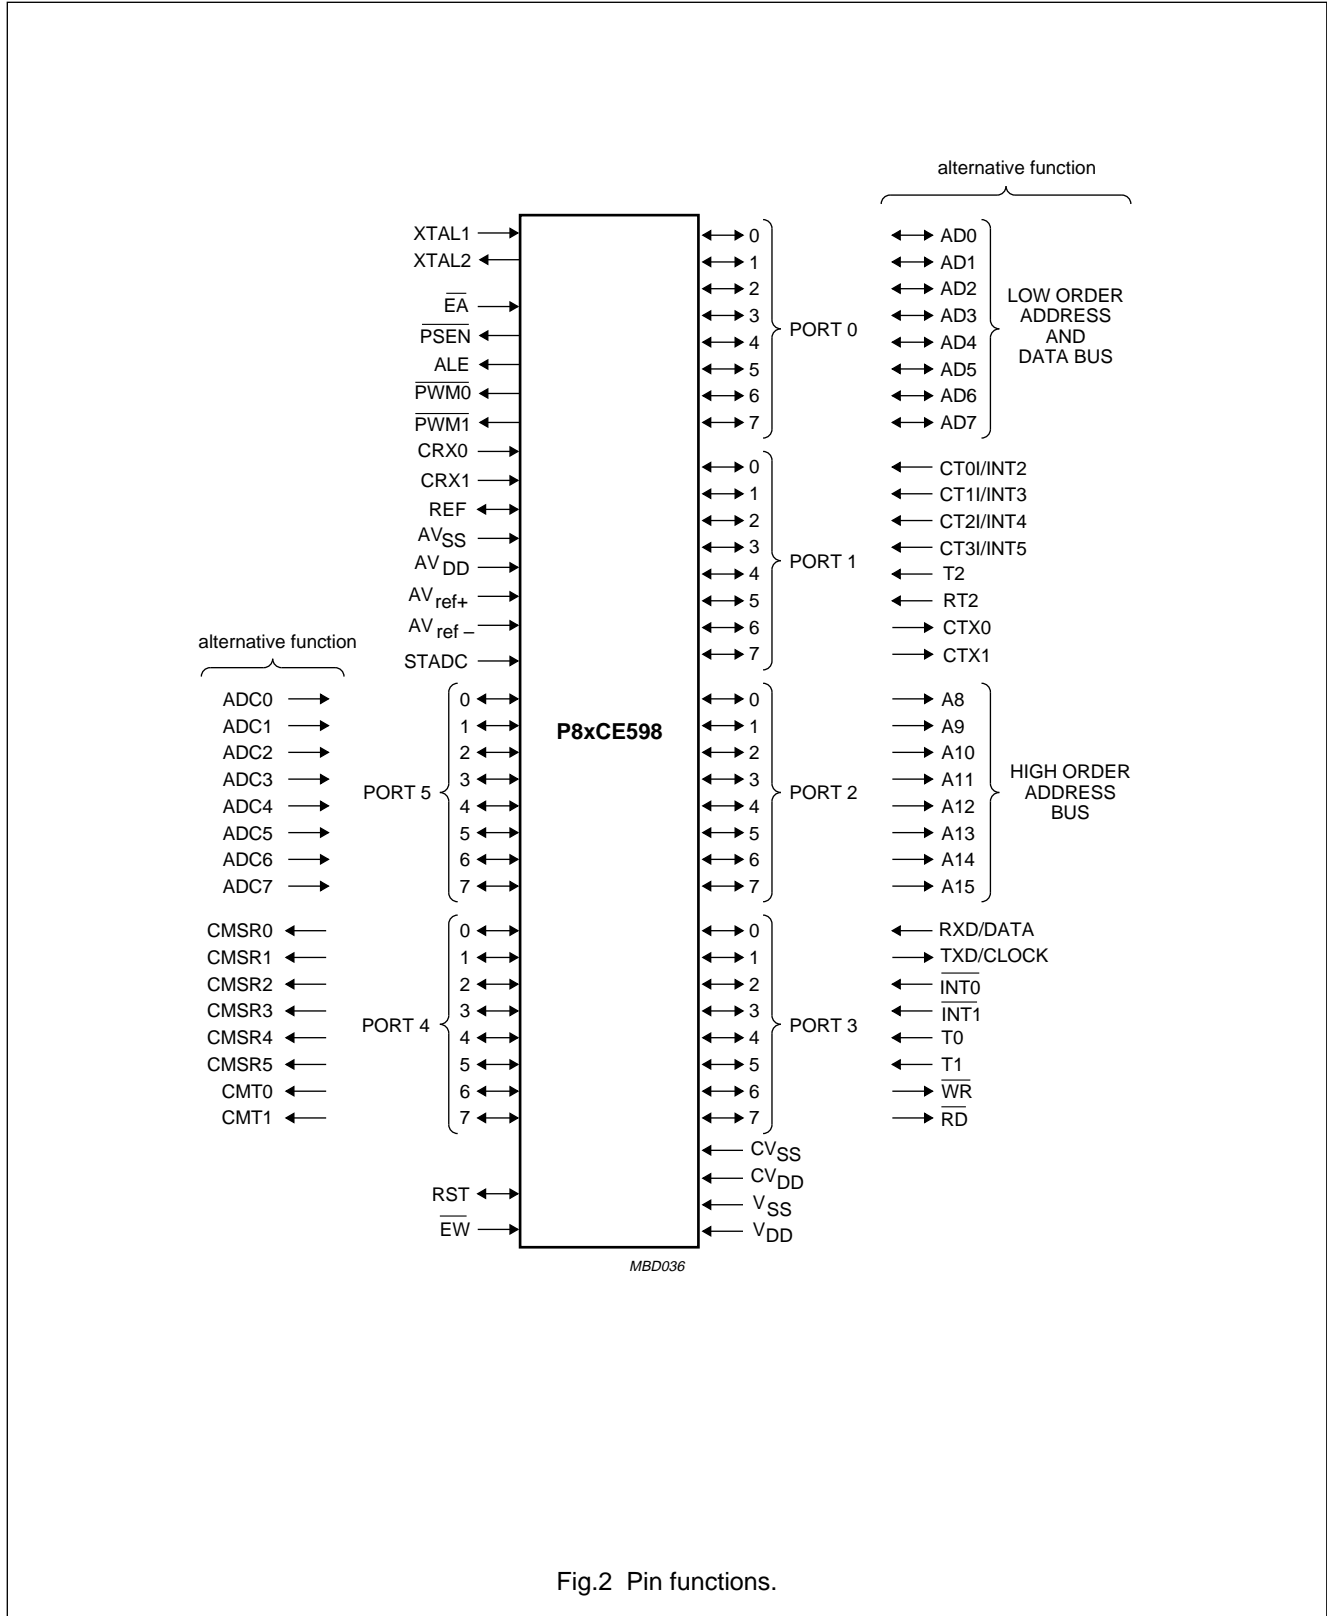 alternative function
XTAL1
XTAL2
EA
PSEN
ALE
PWM0
PWM1
CRX0
CRX1
REF
AVSS
AVDD
AVref+
AVref –
STADC
alternative function
ADC0
ADC1
ADC2
ADC3
ADC4
ADC5
ADC6
ADC7
PORT 5
0
1
2
3
4
5
6
7
CMSR0
CMSR1
CMSR2
CMSR3
CMSR4
CMSR5
CMT0
CMT1
PORT 4
0
1
2
3
4
5
6
7
RST
EW
P8xCE598
0
1
2
3
4
5
6
7
PORT 0
AD0
AD1
AD2
AD3
AD4
AD5
AD6
AD7
LOW ORDER
ADDRESS
AND
DATA BUS
0
1
2
3
4
5
6
7
PORT 1
CT0I/INT2
CT1I/INT3
CT2I/INT4
CT3I/INT5
T2
RT2
CTX0
CTX1
0
1
2
3
4
5
6
7
PORT 2
A8
A9
A10
A11
A12
A13
A14
A15
HIGH ORDER
ADDRESS
BUS
0
1
2
3
4
5
6
7
PORT 3
RXD/DATA
TXD/CLOCK
INT0
INT1
T0
T1
WR
RD
CVSS
CVDD
VSS
VDD
MBD036
Fig.2 Pin functions.